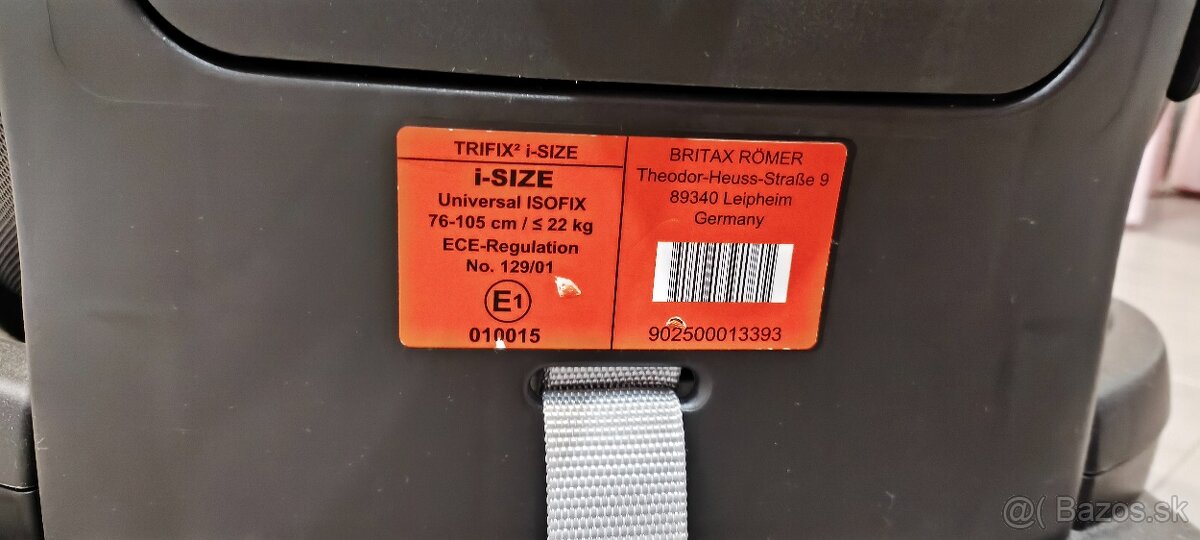 TRIFIX² i-SIZE
i-SIZE
Universal ISOFIX
76-105 cm / ≤ 22 kg
ECE-Regulation
No. 129/01
E1
010015
BRITAX RÖMER
Theodor-Heuss-Straße 9
89340 Leipheim
Germany
902500013393
@( Bazos.sk